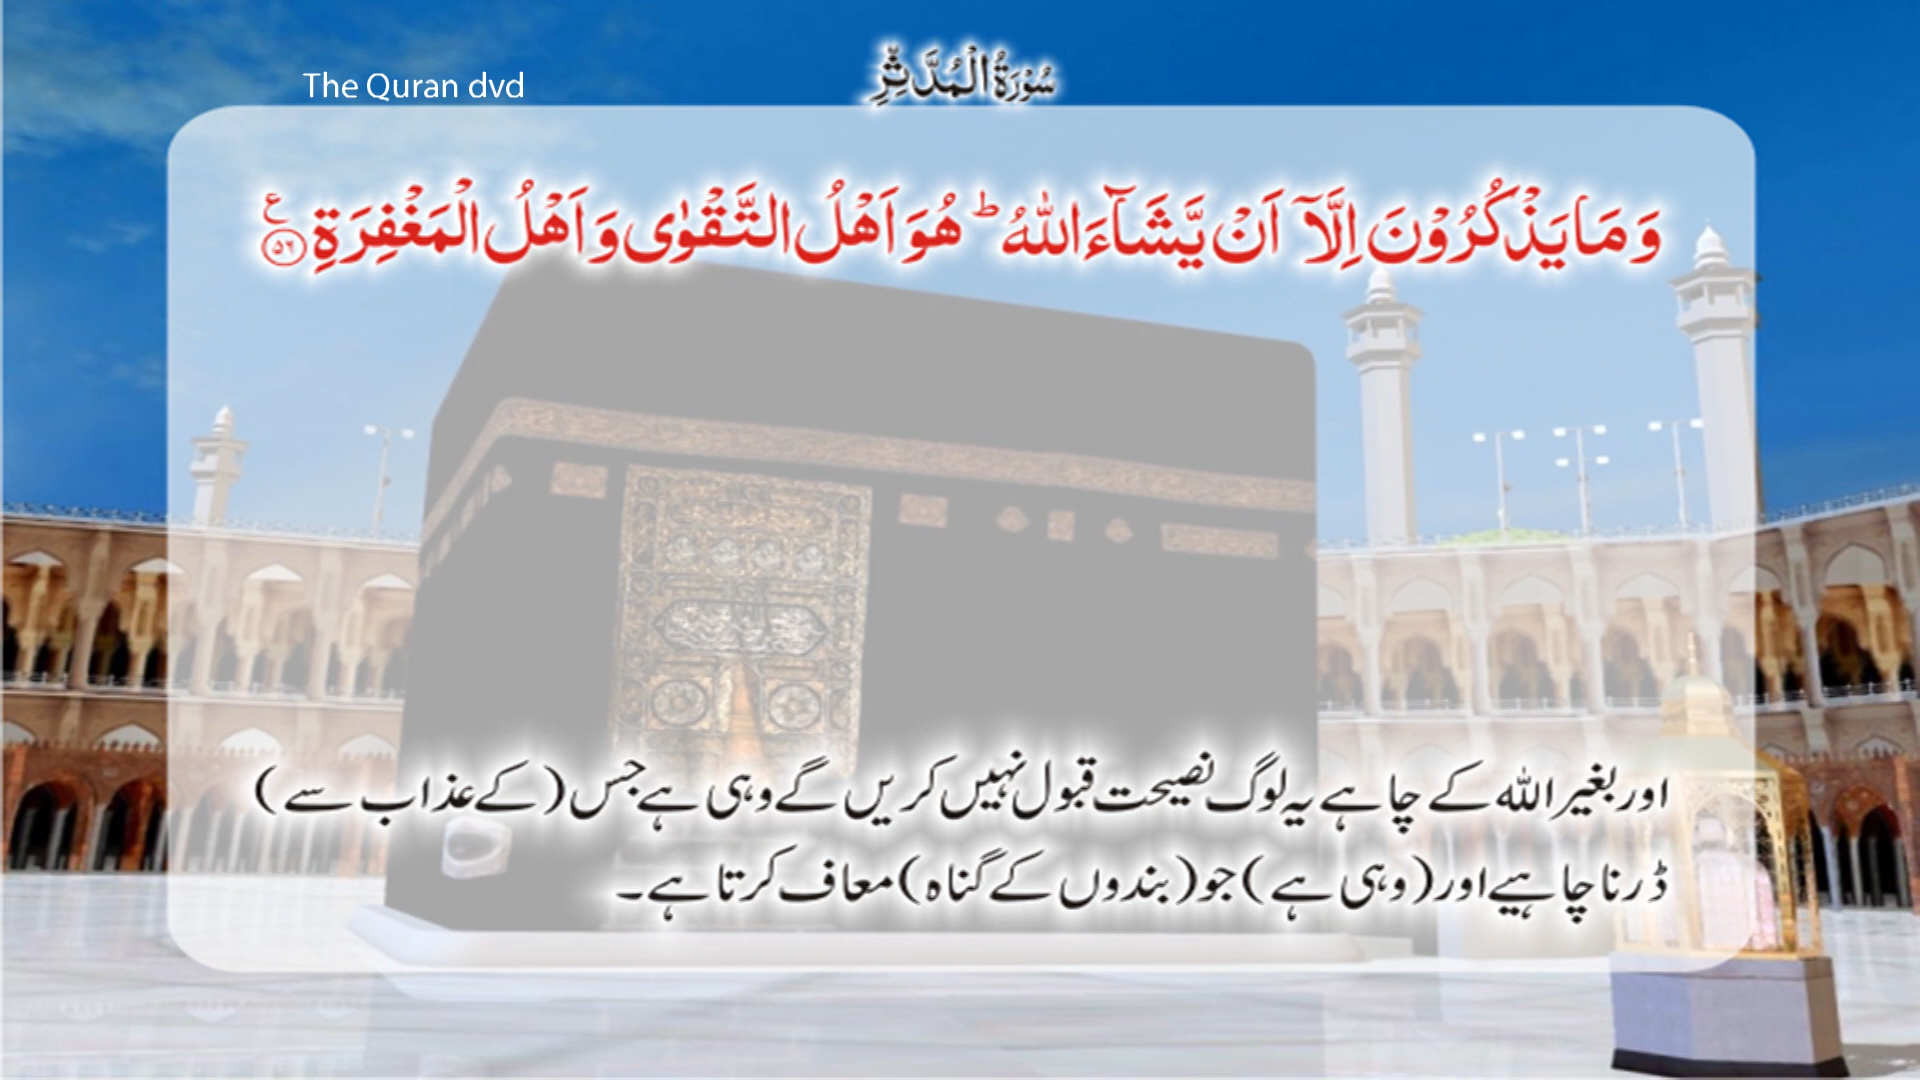 The Quran dvd
سُوْرَةُ الْمُدَّثِّرِ
وَمَا يَذْكُرُوْنَ اِلَّاۤ اَنْ يَّشَآءَ اللّٰهُ ؕ هُوَ اَهْلُ التَّقْوٰى وَ اَهْلُ الْمَغْفِرَةِ ﴿۵۶﴾ ع
اور بغیر اللہ کے چاہے یہ لوگ نصیحت قبول نہیں کریں گے وہی ہے جس (کے عذاب سے)
ڈرنا چاہیے اور (وہی ہے) جو (بندوں کے گناہ) معاف کرتا ہے۔